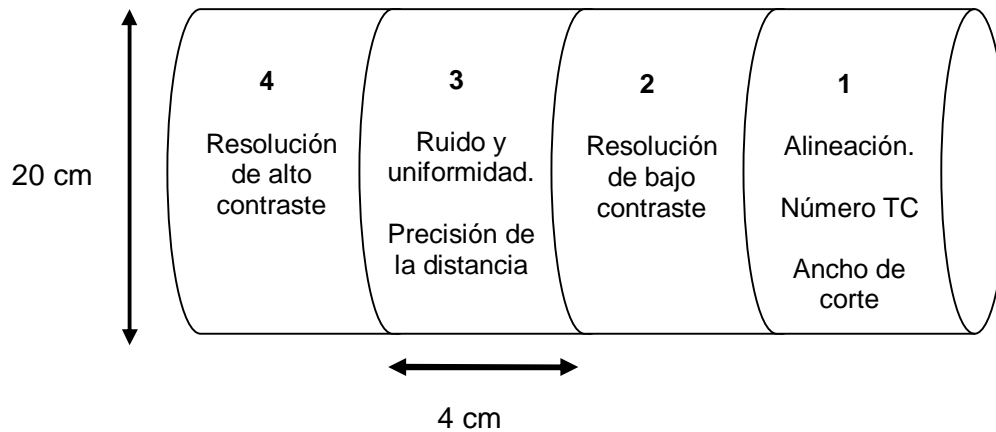 20 cm
4
Resolución
de alto
contraste
3
Ruido y
uniformidad.
Precisión de
la distancia
2
Resolución
de bajo
contraste
1
Alineación.
Número TC
Ancho de
corte
4 cm